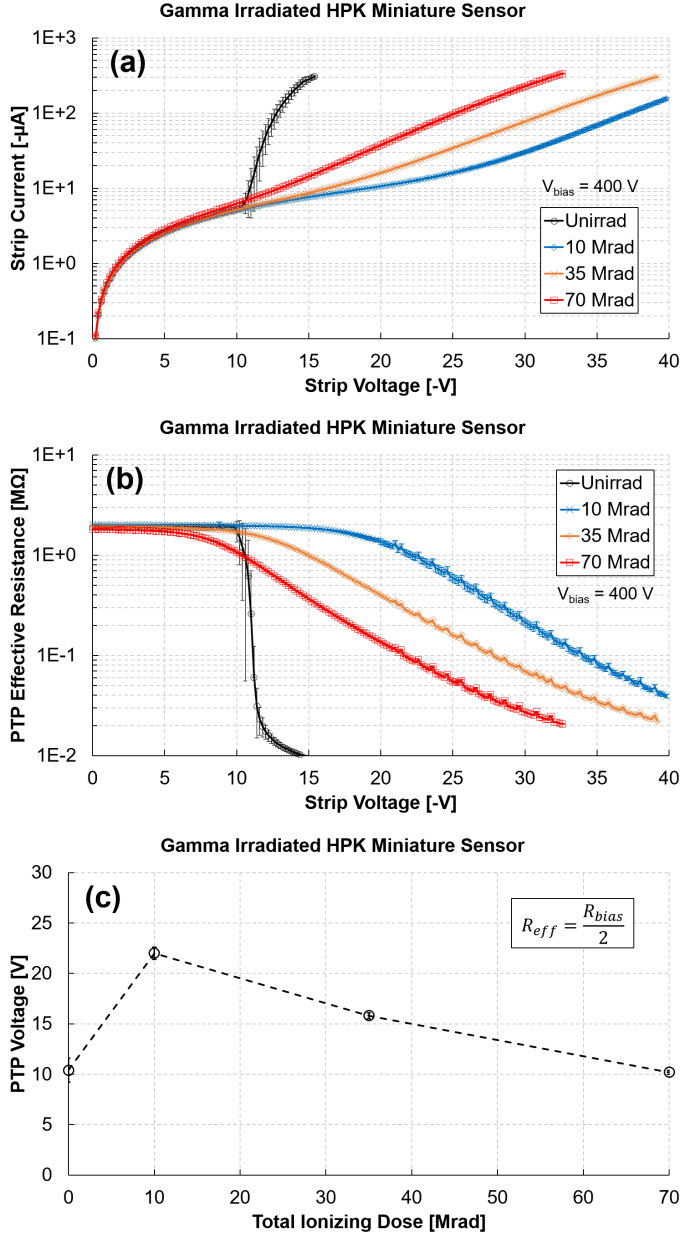 Gamma Irradiated HPK Miniature Sensor
(a)
Strip Current [-µA]
1E+3
1E+2
1E+1
1E+0
1E-1
V_bias = 400 V
Unirrad
10 Mrad
35 Mrad
70 Mrad
0 5 10 15 20 25 30 35 40
Strip Voltage [-V]
Gamma Irradiated HPK Miniature Sensor
(b)
PTP Effective Resistance [MΩ]
1E+1
1E+0
1E-1
1E-2
Unirrad
10 Mrad
35 Mrad
70 Mrad
V_bias = 400 V
0 5 10 15 20 25 30 35 40
Strip Voltage [-V]
Gamma Irradiated HPK Miniature Sensor
(c)
PTP Voltage [V]
30
25
20
15
10
5
0
R_eff = R_bias / 2
0 10 20 30 40 50 60 70
Total Ionizing Dose [Mrad]